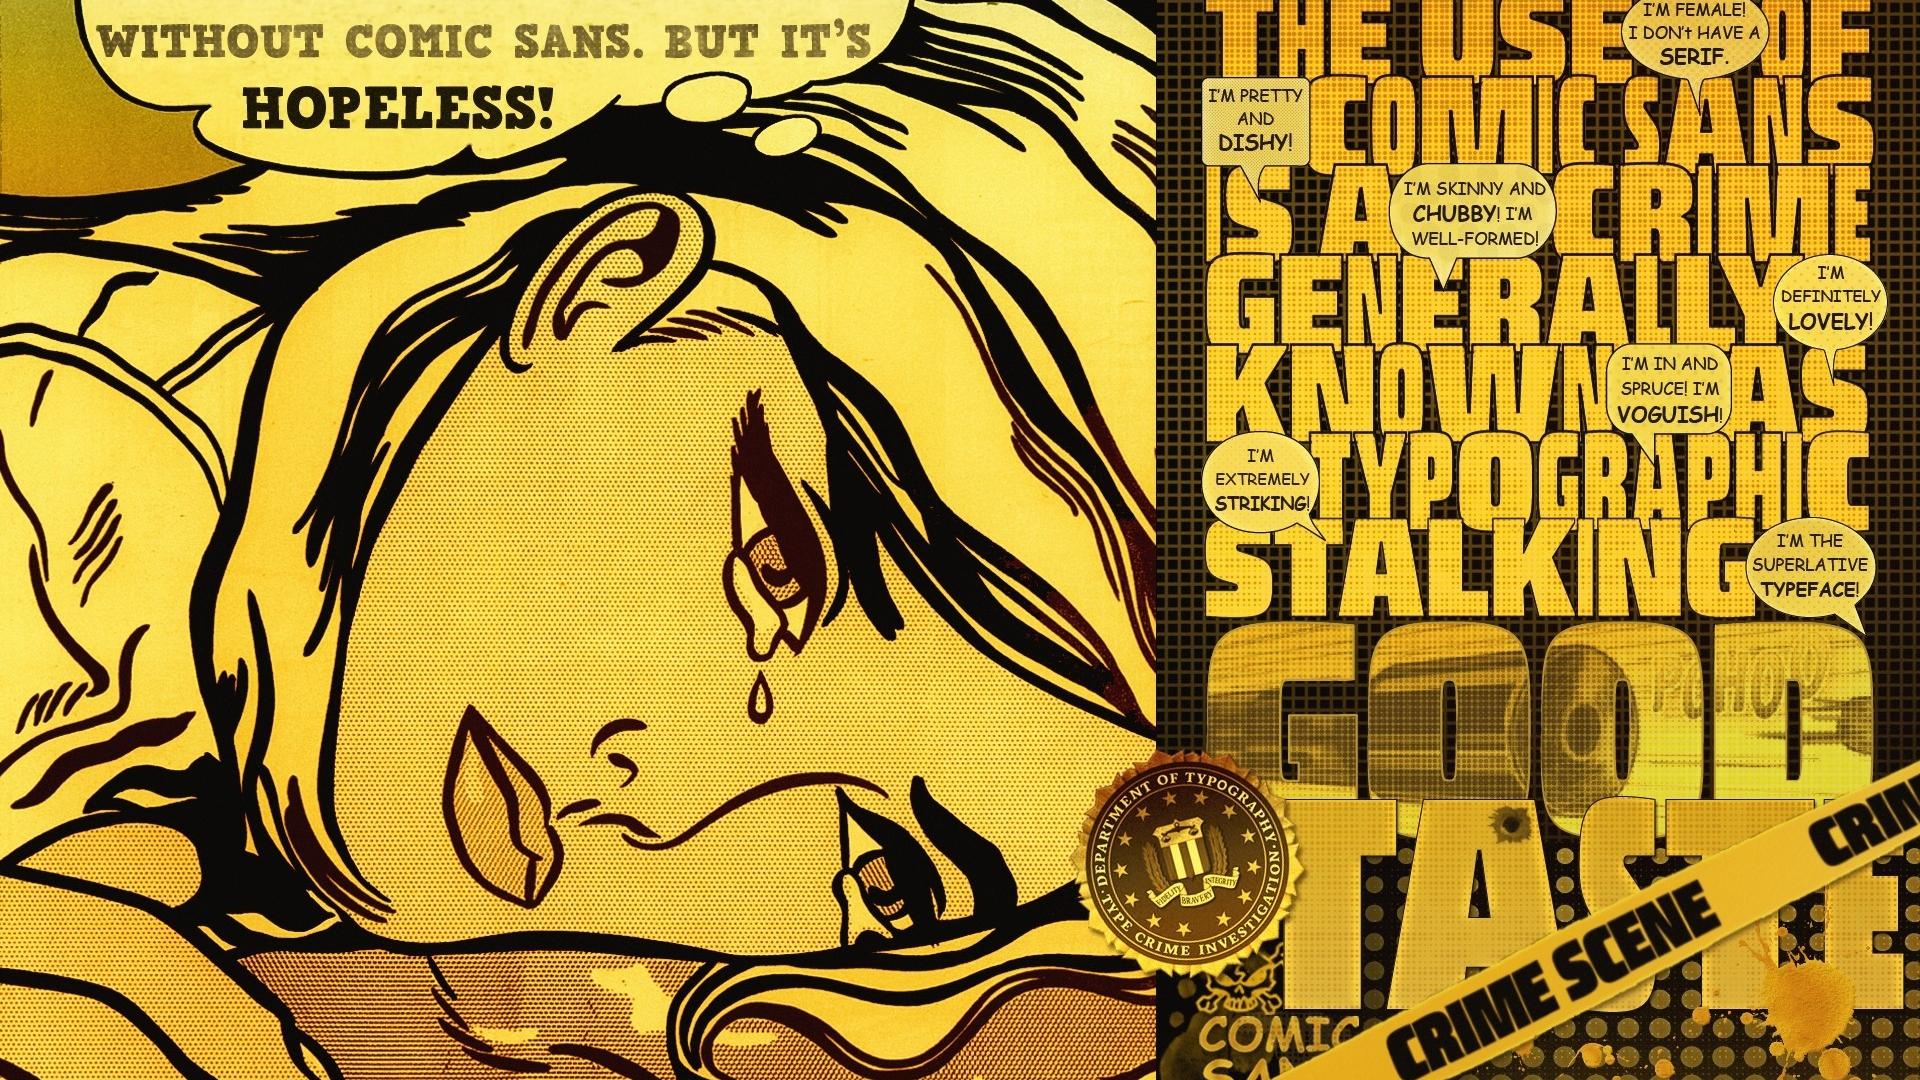 WITHOUT COMIC SANS. BUT IT'S
HOPELESS!
THE USE OF
COMIC SANS
IS A CRIME
GENERALLY
KNOWN AS
TYPOGRAPHIC
STALKING
GOOD
TASTE
I'M FEMALE!
I DON't HAVE A
SERIF.
I'M PRETTY
AND
DISHY!
I'M SKINNY AND
CHUBBY! I'M
WELL-FORMED!
I'M
DEFINITELY
LOVELY!
I'M IN AND
SPRUCE! I'M
VOGUISH!
I'M
EXTREMELY
STRIKING!
I'M THE
SUPERLATIVE
TYPEFACE!
DEPARTMENT OF TYPOGRAPHY
TYPE CRIME INVESTIGATION
FIDELITY
BRAVERY
INTEGRITY
CRIME SCENE
COMIC